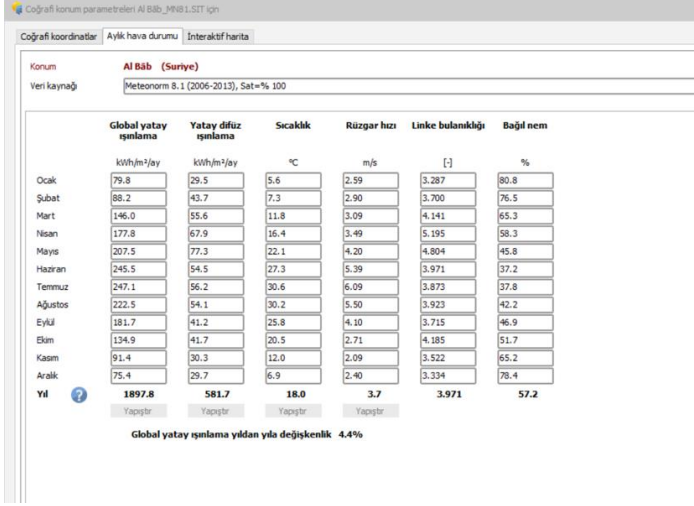 Coğrafi konum parametreleri Al Bāb_MN81.SIT için
Coğrafi koordinatlar Aylık hava durumu İnteraktif harita
Konum Al Bāb (Suriye)
Veri kaynağı Meteonorm 8.1 (2006-2013), Sat=% 100
Global yatay ışınlama Yatay difüz ışınlama Sıcaklık Rüzgar hızı Linke bulanıklığı Bağıl nem
kWh/m²/ay kWh/m²/ay °C m/s [-] %
Ocak 79.8 29.5 5.6 2.59 3.287 80.8
Şubat 88.2 43.7 7.3 2.90 3.700 76.5
Mart 146.0 55.6 11.8 3.09 4.141 65.3
Nisan 177.8 67.9 16.4 3.49 5.195 58.3
Mayıs 207.5 77.3 22.1 4.20 4.804 45.8
Haziran 245.5 54.5 27.3 5.39 3.971 37.2
Temmuz 247.1 56.2 30.6 6.09 3.873 37.8
Ağustos 222.5 54.1 30.2 5.50 3.923 42.2
Eylül 181.7 41.2 25.8 4.10 3.715 46.9
Ekim 134.9 41.7 20.5 2.71 4.185 51.7
Kasım 91.4 30.3 12.0 2.09 3.522 65.2
Aralık 75.4 29.7 6.9 2.40 3.334 78.4
Yıl ? 1897.8 581.7 18.0 3.7 3.971 57.2
Yapıştır Yapıştır Yapıştır Yapıştır
Global yatay ışınlama yıldan yıla değişkenlik 4.4%